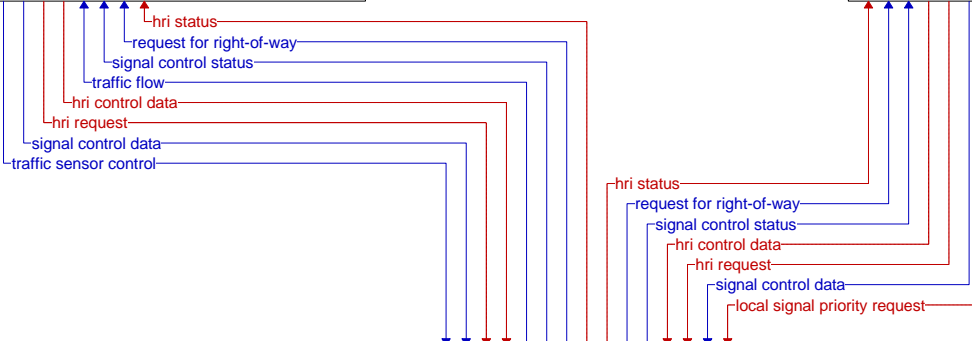 hri status
request for right-of-way
signal control status
traffic flow
hri control data
hri request
signal control data
traffic sensor control
hri status
request for right-of-way
signal control status
hri control data
hri request
signal control data
local signal priority request